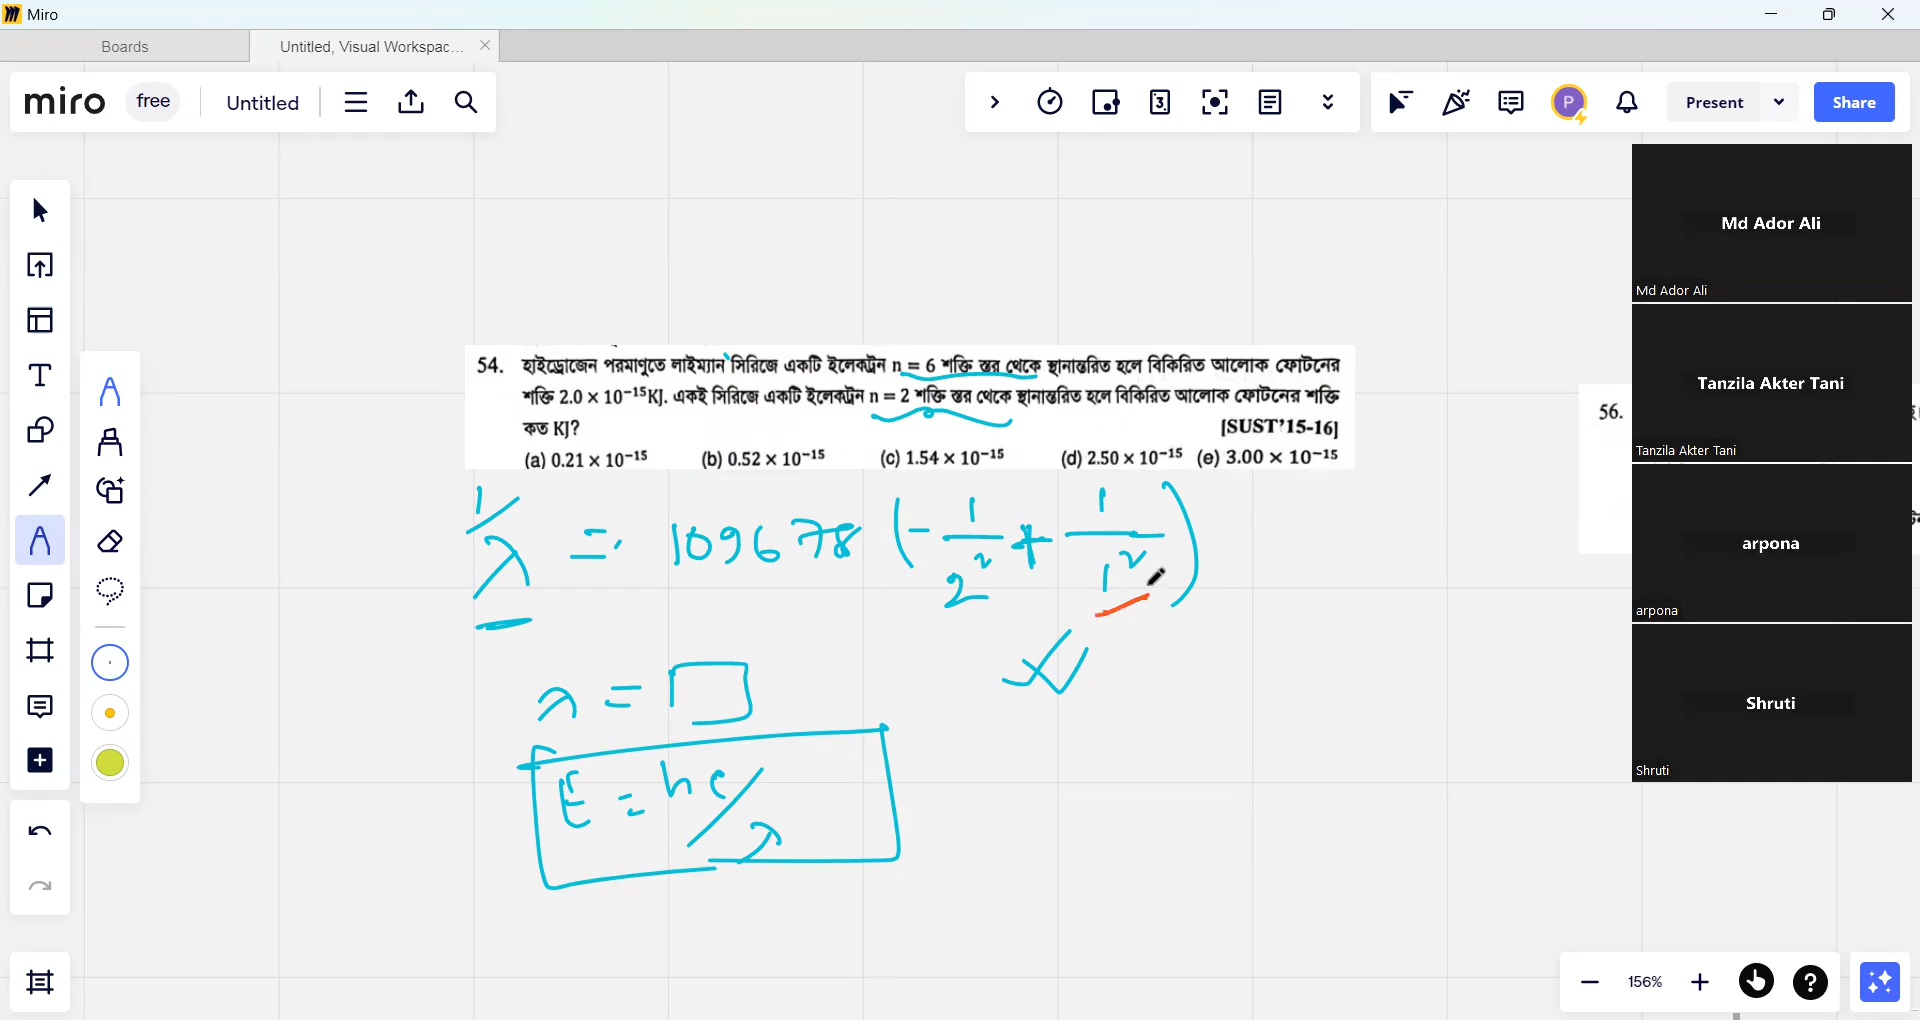 Miro
Boards
Untitled, Visual Workspac...
miro
free
Untitled
3
P
Present
Share
Md Ador Ali
Md Ador Ali
Tanzila Akter Tani
Tanzila Akter Tani
arpona
arpona
Shruti
Shruti
54. হাইড্রোজেন পরমাণুতে লাইম্যান সিরিজে একটি ইলেকট্রন n = 6 শক্তি স্তর থেকে স্থানান্তরিত হলে বিকিরিত আলোক ফোটনের
শক্তি 2.0 × 10⁻¹⁵KJ. একই সিরিজে একটি ইলেকট্রন n = 2 শক্তি স্তর থেকে স্থানান্তরিত হলে বিকিরিত আলোক ফোটনের শক্তি
কত KJ?
[SUST'15-16]
(a) 0.21 × 10⁻¹⁵ (b) 0.52 × 10⁻¹⁵ (c) 1.54 × 10⁻¹⁵ (d) 2.50 × 10⁻¹⁵ (e) 3.00 × 10⁻¹⁵
56.
1/λ = 109678 (- 1/2² + 1/1²)
λ =
E = hc/λ
156%